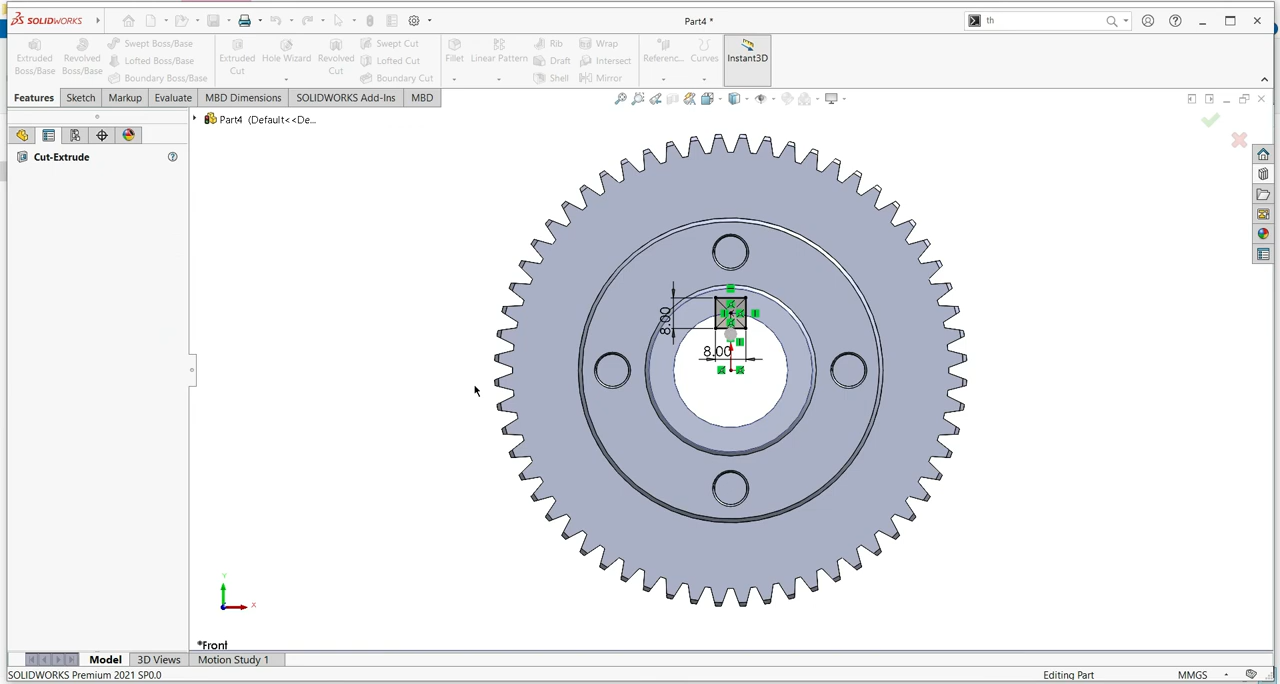 SOLIDWORKS
Part4 *
th
Extruded Boss/Base
Revolved Boss/Base
Swept Boss/Base
Lofted Boss/Base
Boundary Boss/Base
Extruded Cut
Hole Wizard
Revolved Cut
Swept Cut
Lofted Cut
Boundary Cut
Fillet
Linear Pattern
Rib
Draft
Shell
Wrap
Intersect
Mirror
Referenc...
Curves
Instant3D
Features Sketch Markup Evaluate MBD Dimensions SOLIDWORKS Add-Ins MBD
Part4 (Default<<De...
Cut-Extrude
8.00
8.00
Y
X
*Front
Model 3D Views Motion Study 1
SOLIDWORKS Premium 2021 SP0.0 Editing Part MMGS